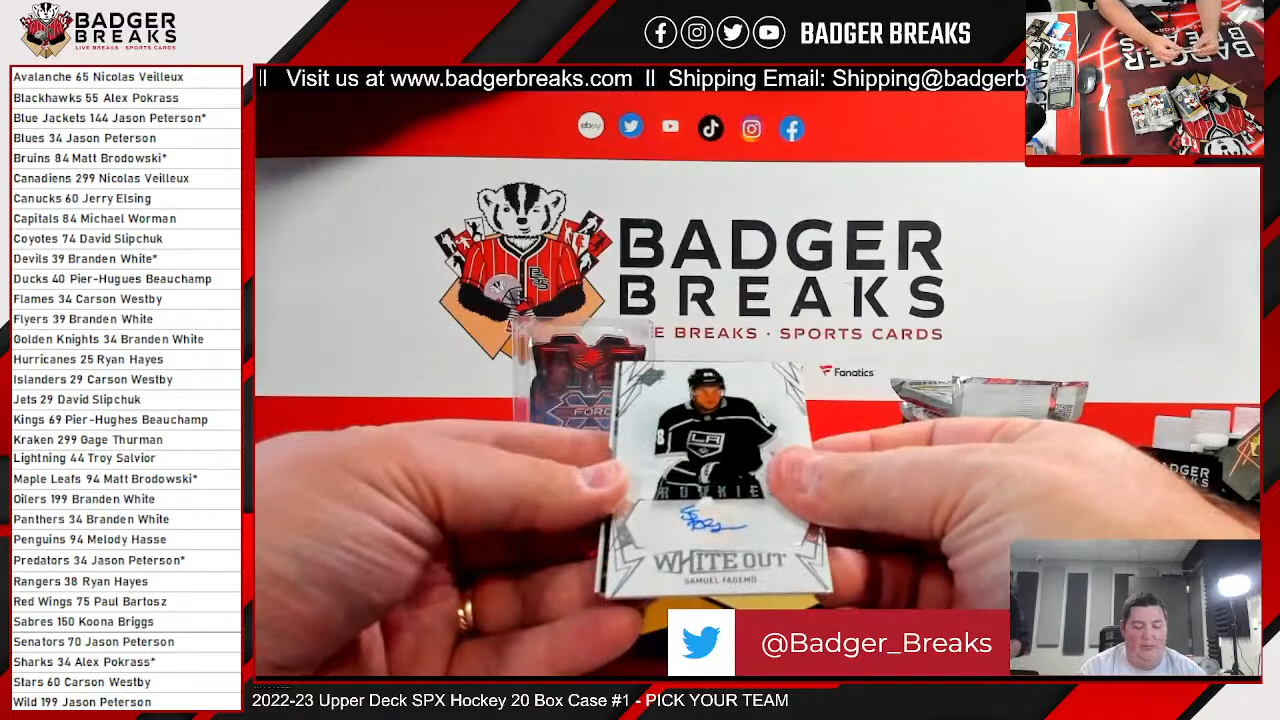 BADGER
BREAKS
LIVE BREAKS · SPORTS CARDS
BADGER BREAKS
Avalanche 65 Nicolas Veilleux
Blackhawks 55 Alex Pokrass
Blue Jackets 144 Jason Peterson*
Blues 34 Jason Peterson
Bruins 84 Matt Brodowski*
Canadiens 299 Nicolas Veilleux
Canucks 60 Jerry Elsing
Capitals 84 Michael Worman
Coyotes 74 David Slipchuk
Devils 39 Branden White*
Ducks 40 Pier-Hugues Beauchamp
Flames 34 Carson Westby
Flyers 39 Branden White
Golden Knights 34 Branden White
Hurricanes 25 Ryan Hayes
Islanders 29 Carson Westby
Jets 29 David Slipchuk
Kings 69 Pier-Hughes Beauchamp
Kraken 299 Gage Thurman
Lightning 44 Troy Salvior
Maple Leafs 94 Matt Brodowski*
Oilers 199 Branden White
Panthers 34 Branden White
Penguins 94 Melody Hasse
Predators 34 Jason Peterson*
Rangers 38 Ryan Hayes
Red Wings 75 Paul Bartosz
Sabres 150 Koona Briggs
Senators 70 Jason Peterson
Sharks 34 Alex Pokrass*
Stars 60 Carson Westby
Wild 199 Jason Peterson
ll Visit us at www.badgerbreaks.com ll Shipping Email: Shipping@badgerb
ebay
BADGER
BREAKS
E BREAKS · SPORTS CARDS
Fanatics
FORC
LA
8
ROOKIE
WHITE OUT
SAMUEL FAGEMO
BADGER
@Badger_Breaks
2022-23 Upper Deck SPX Hockey 20 Box Case #1 - PICK YOUR TEAM